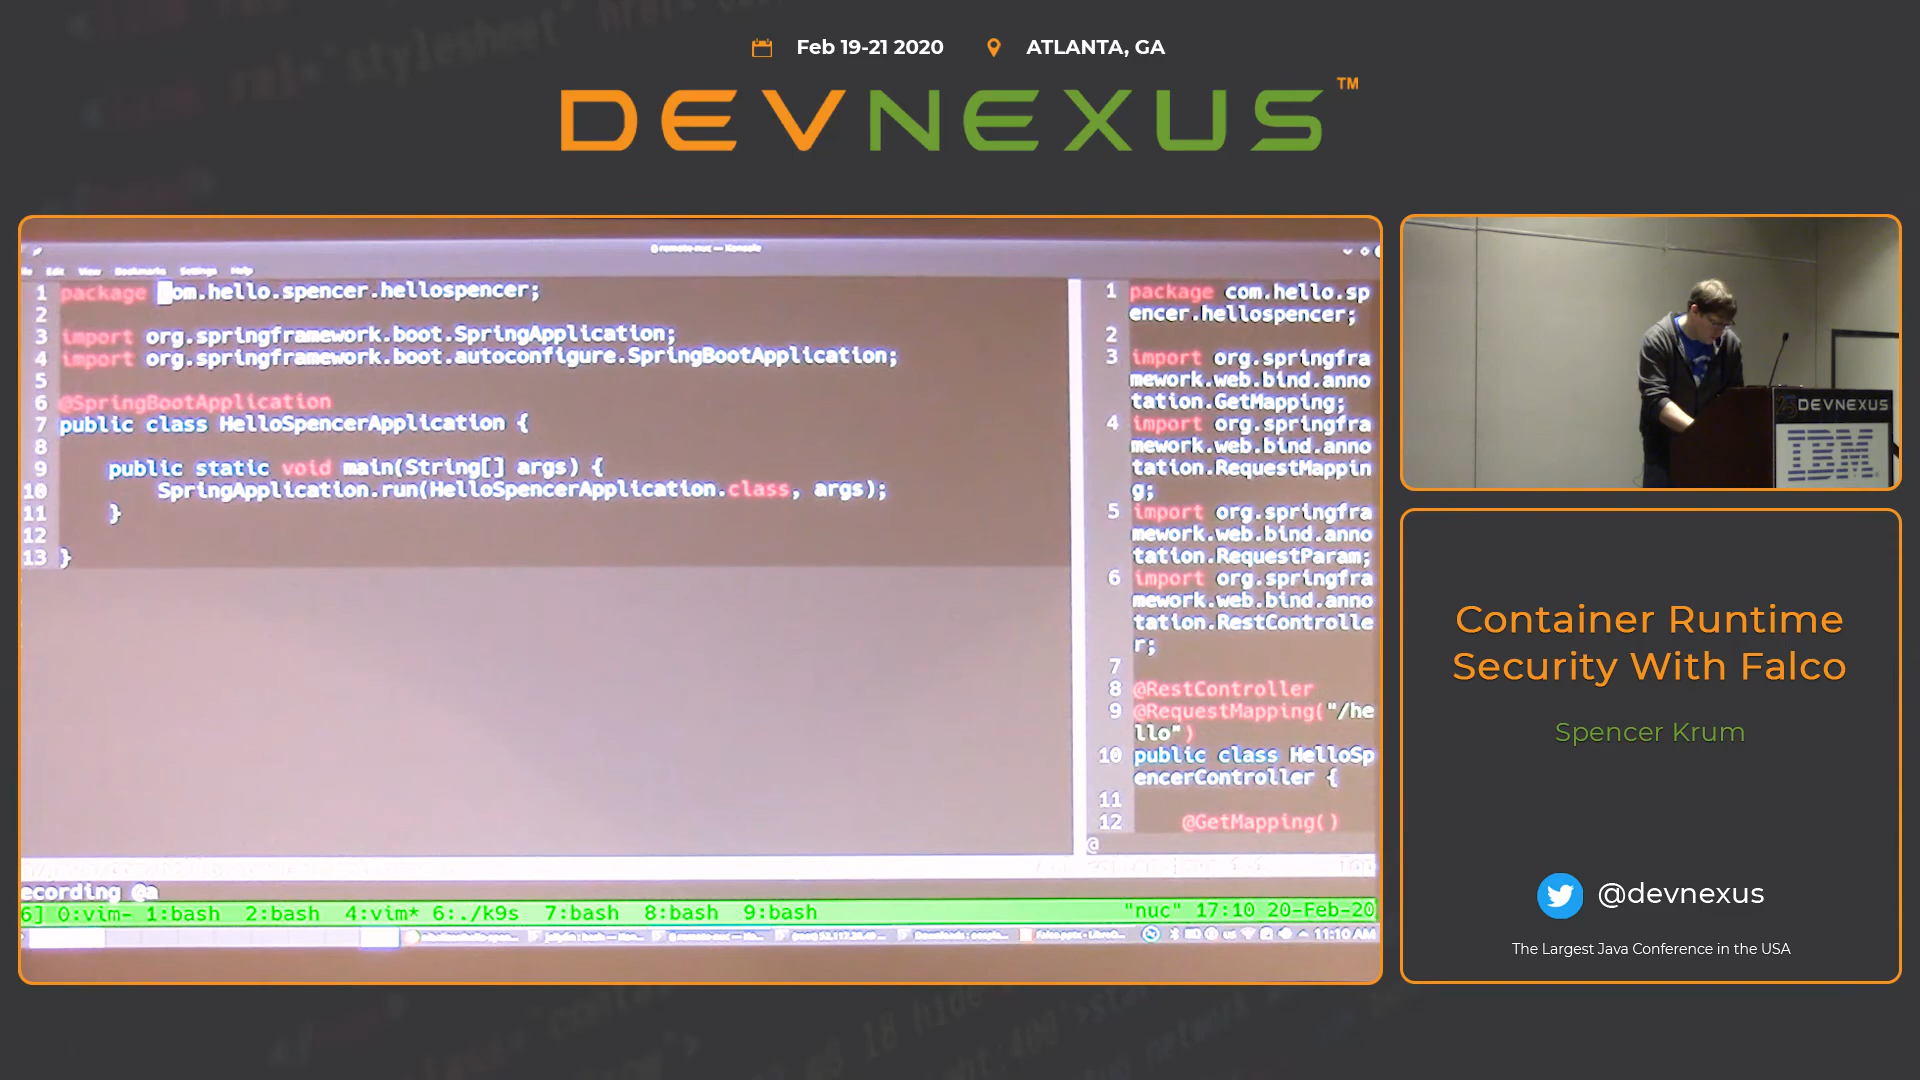 Feb 19-21 2020 ATLANTA, GA
DEVNEXUS™
remote-nuc — Konsole
Edit View Bookmarks Settings Help
1 package com.hello.spencer.hellospencer;
2
3 import org.springframework.boot.SpringApplication;
4 import org.springframework.boot.autoconfigure.SpringBootApplication;
5
6 @SpringBootApplication
7 public class HelloSpencerApplication {
8
9 public static void main(String[] args) {
10 SpringApplication.run(HelloSpencerApplication.class, args);
11 }
12
13 }
1 package com.hello.sp
encer.hellospencer;
2
3 import org.springfra
mework.web.bind.anno
tation.GetMapping;
4 import org.springfra
mework.web.bind.anno
tation.RequestMappin
g;
5 import org.springfra
mework.web.bind.anno
tation.RequestParam;
6 import org.springfra
mework.web.bind.anno
tation.RestControlle
r;
7
8 @RestController
9 @RequestMapping("/he
llo")
10 public class HelloSp
encerController {
11
12 @GetMapping()
@
ecording @a
6] 0:vim- 1:bash 2:bash 4:vim* 6:./k9s 7:bash 8:bash 9:bash "nuc" 17:10 20-Feb-20
11:10 AM
DEVNEXUS
IBM
Container Runtime
Security With Falco
Spencer Krum
@devnexus
The Largest Java Conference in the USA